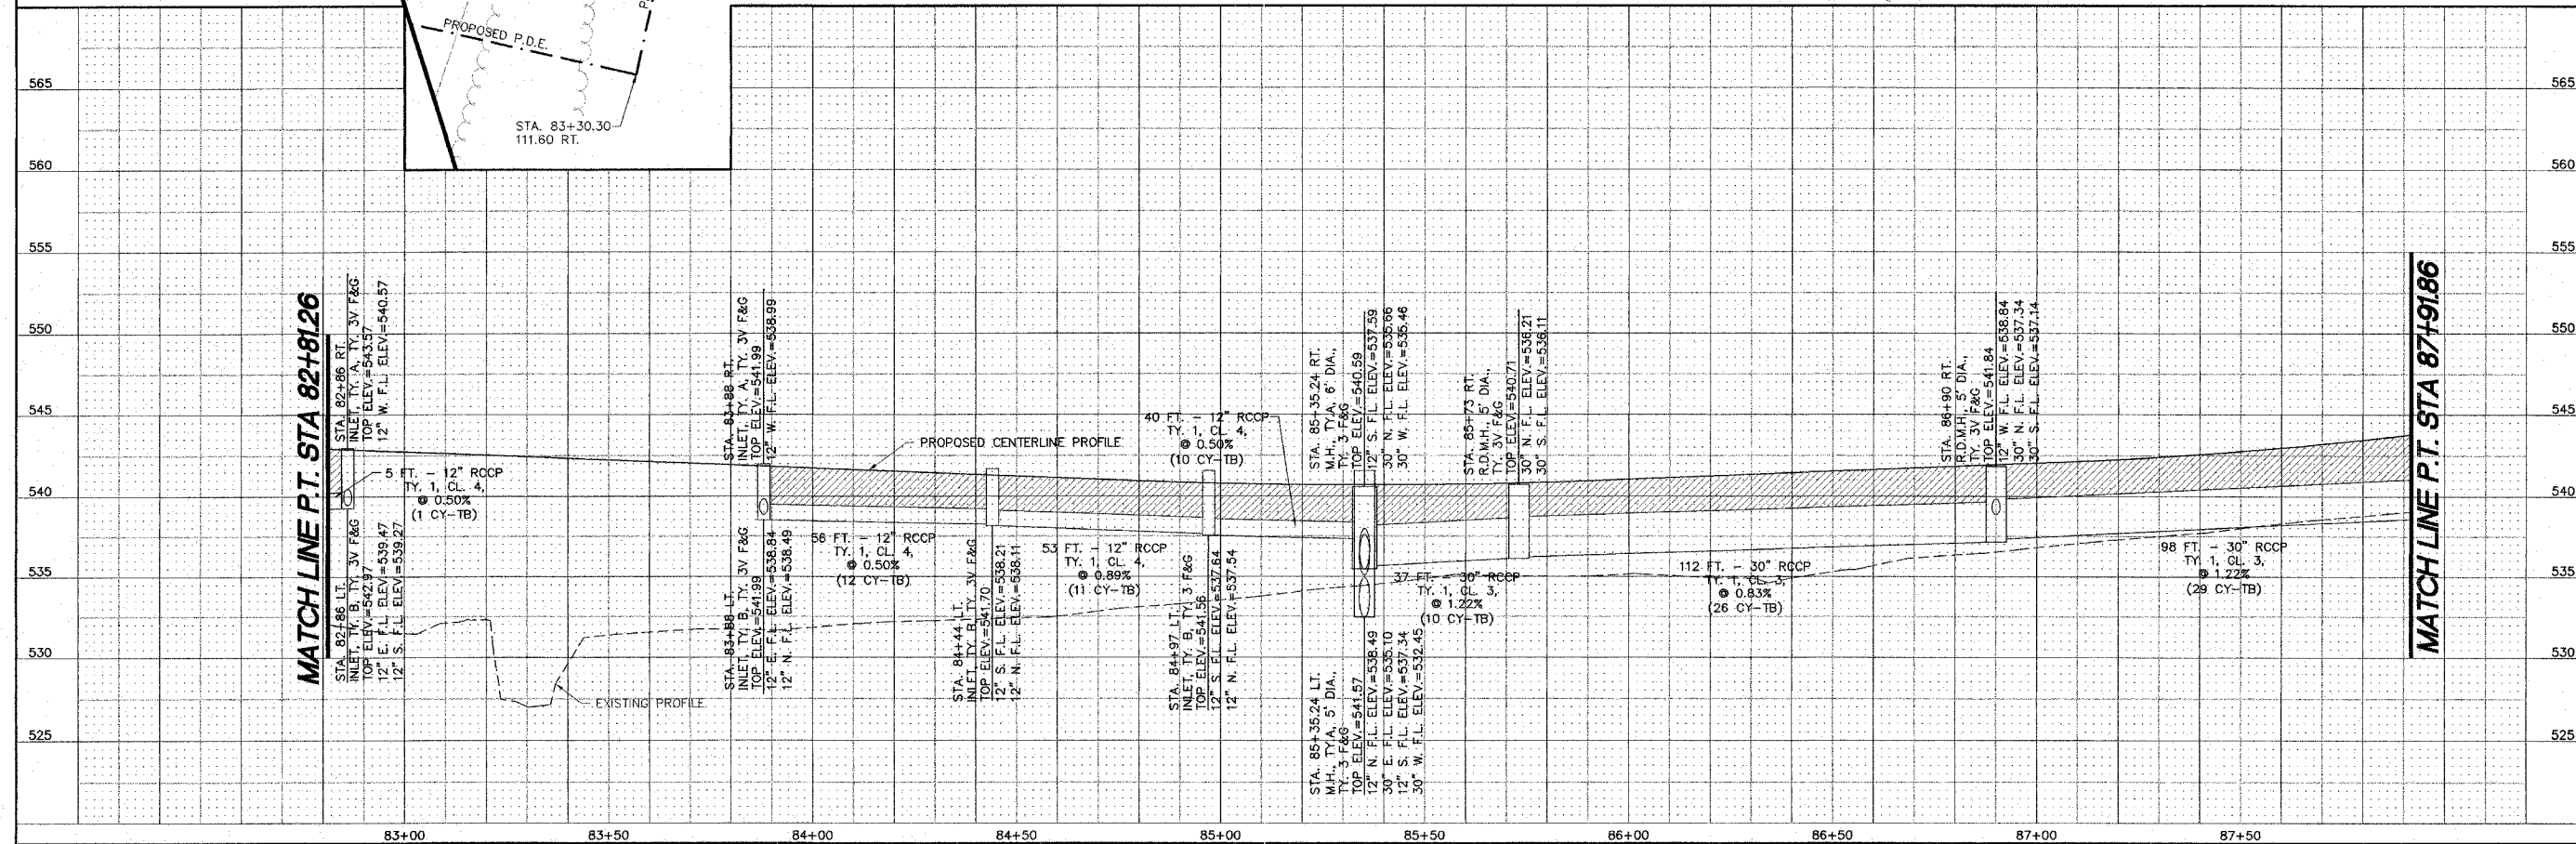 PROPOSED P.D.E.
STA. 83+30.30
111.60 RT.
565
560
555
550
545
540
535
530
525
565
560
555
550
545
540
535
530
525
MATCH LINE P.T. STA 82+81.26
STA. 82+86 RT.
INLET, TY. A, TY. 3V F&G
TOP ELEV.=543.57
12" W. F.L. ELEV.=540.57
5 FT. - 12" RCCP
TY. 1, CL. 4,
@ 0.50%
(1 CY-TB)
STA. 82+86 LT.
INLET, TY. B, TY. 3V F&G
TOP ELEV.=542.97
12" E. F.L. ELEV.=539.47
12" S. F.L. ELEV.=539.27
EXISTING PROFILE
STA. 83+88 RT.
INLET, TY. A, TY. 3V F&G
TOP ELEV.=541.99
12" W. F.L. ELEV.=538.99
PROPOSED CENTERLINE PROFILE
STA. 83+88 LT.
INLET, TY. B, TY. 3V F&G
TOP ELEV.=541.99
12" E. F.L. ELEV.=538.84
12" N. F.L. ELEV.=538.49
56 FT. - 12" RCCP
TY. 1, CL. 4,
@ 0.50%
(12 CY-TB)
STA. 84+44 LT.
INLET, TY. B, TY. 3V F&G
TOP ELEV.=541.70
12" S. F.L. ELEV.=538.21
12" N. F.L. ELEV.=538.11
53 FT. - 12" RCCP
TY. 1, CL. 4,
@ 0.89%
(11 CY-TB)
STA. 84+97 LT.
INLET, TY. B, TY. 3 F&G
TOP ELEV.=541.56
12" S. F.L. ELEV.=537.64
12" N. F.L. ELEV.=537.54
40 FT. - 12" RCCP
TY. 1, CL. 4,
@ 0.50%
(10 CY-TB)
STA. 85+35.24 RT.
M.H., TY.A, 6' DIA.,
TY. 3 F&G
TOP ELEV.=540.59
12" S. F.L. ELEV.=537.59
30" N. F.L. ELEV.=535.66
30" W. F.L. ELEV.=535.46
STA. 85+35.24 LT.
M.H., TY.A, 5' DIA.,
TY. 3 F&G
TOP ELEV.=541.57
12" N. F.L. ELEV.=538.49
30" E. F.L. ELEV.=535.10
12" S. F.L. ELEV.=537.34
30" W. F.L. ELEV.=532.45
37 FT. - 30" RCCP
TY. 1, CL. 3,
@ 1.22%
(10 CY-TB)
STA. 85+73 RT.
R.D.M.H., 5' DIA.,
TY. 3V F&G
TOP ELEV.=540.71
30" N. F.L. ELEV.=536.21
30" S. F.L. ELEV.=536.11
112 FT. - 30" RCCP
TY. 1, CL. 3,
@ 0.83%
(26 CY-TB)
STA. 86+90 RT.
R.D.M.H., 5' DIA.,
TY. 3V F&G
TOP ELEV.=541.84
12" W. F.L. ELEV.=538.84
30" N. F.L. ELEV.=537.34
30" S. F.L. ELEV.=537.14
98 FT. - 30" RCCP
TY. 1, CL. 3,
@ 1.22%
(29 CY-TB)
MATCH LINE P.T. STA 87+91.86
83+00
83+50
84+00
84+50
85+00
85+50
86+00
86+50
87+00
87+50